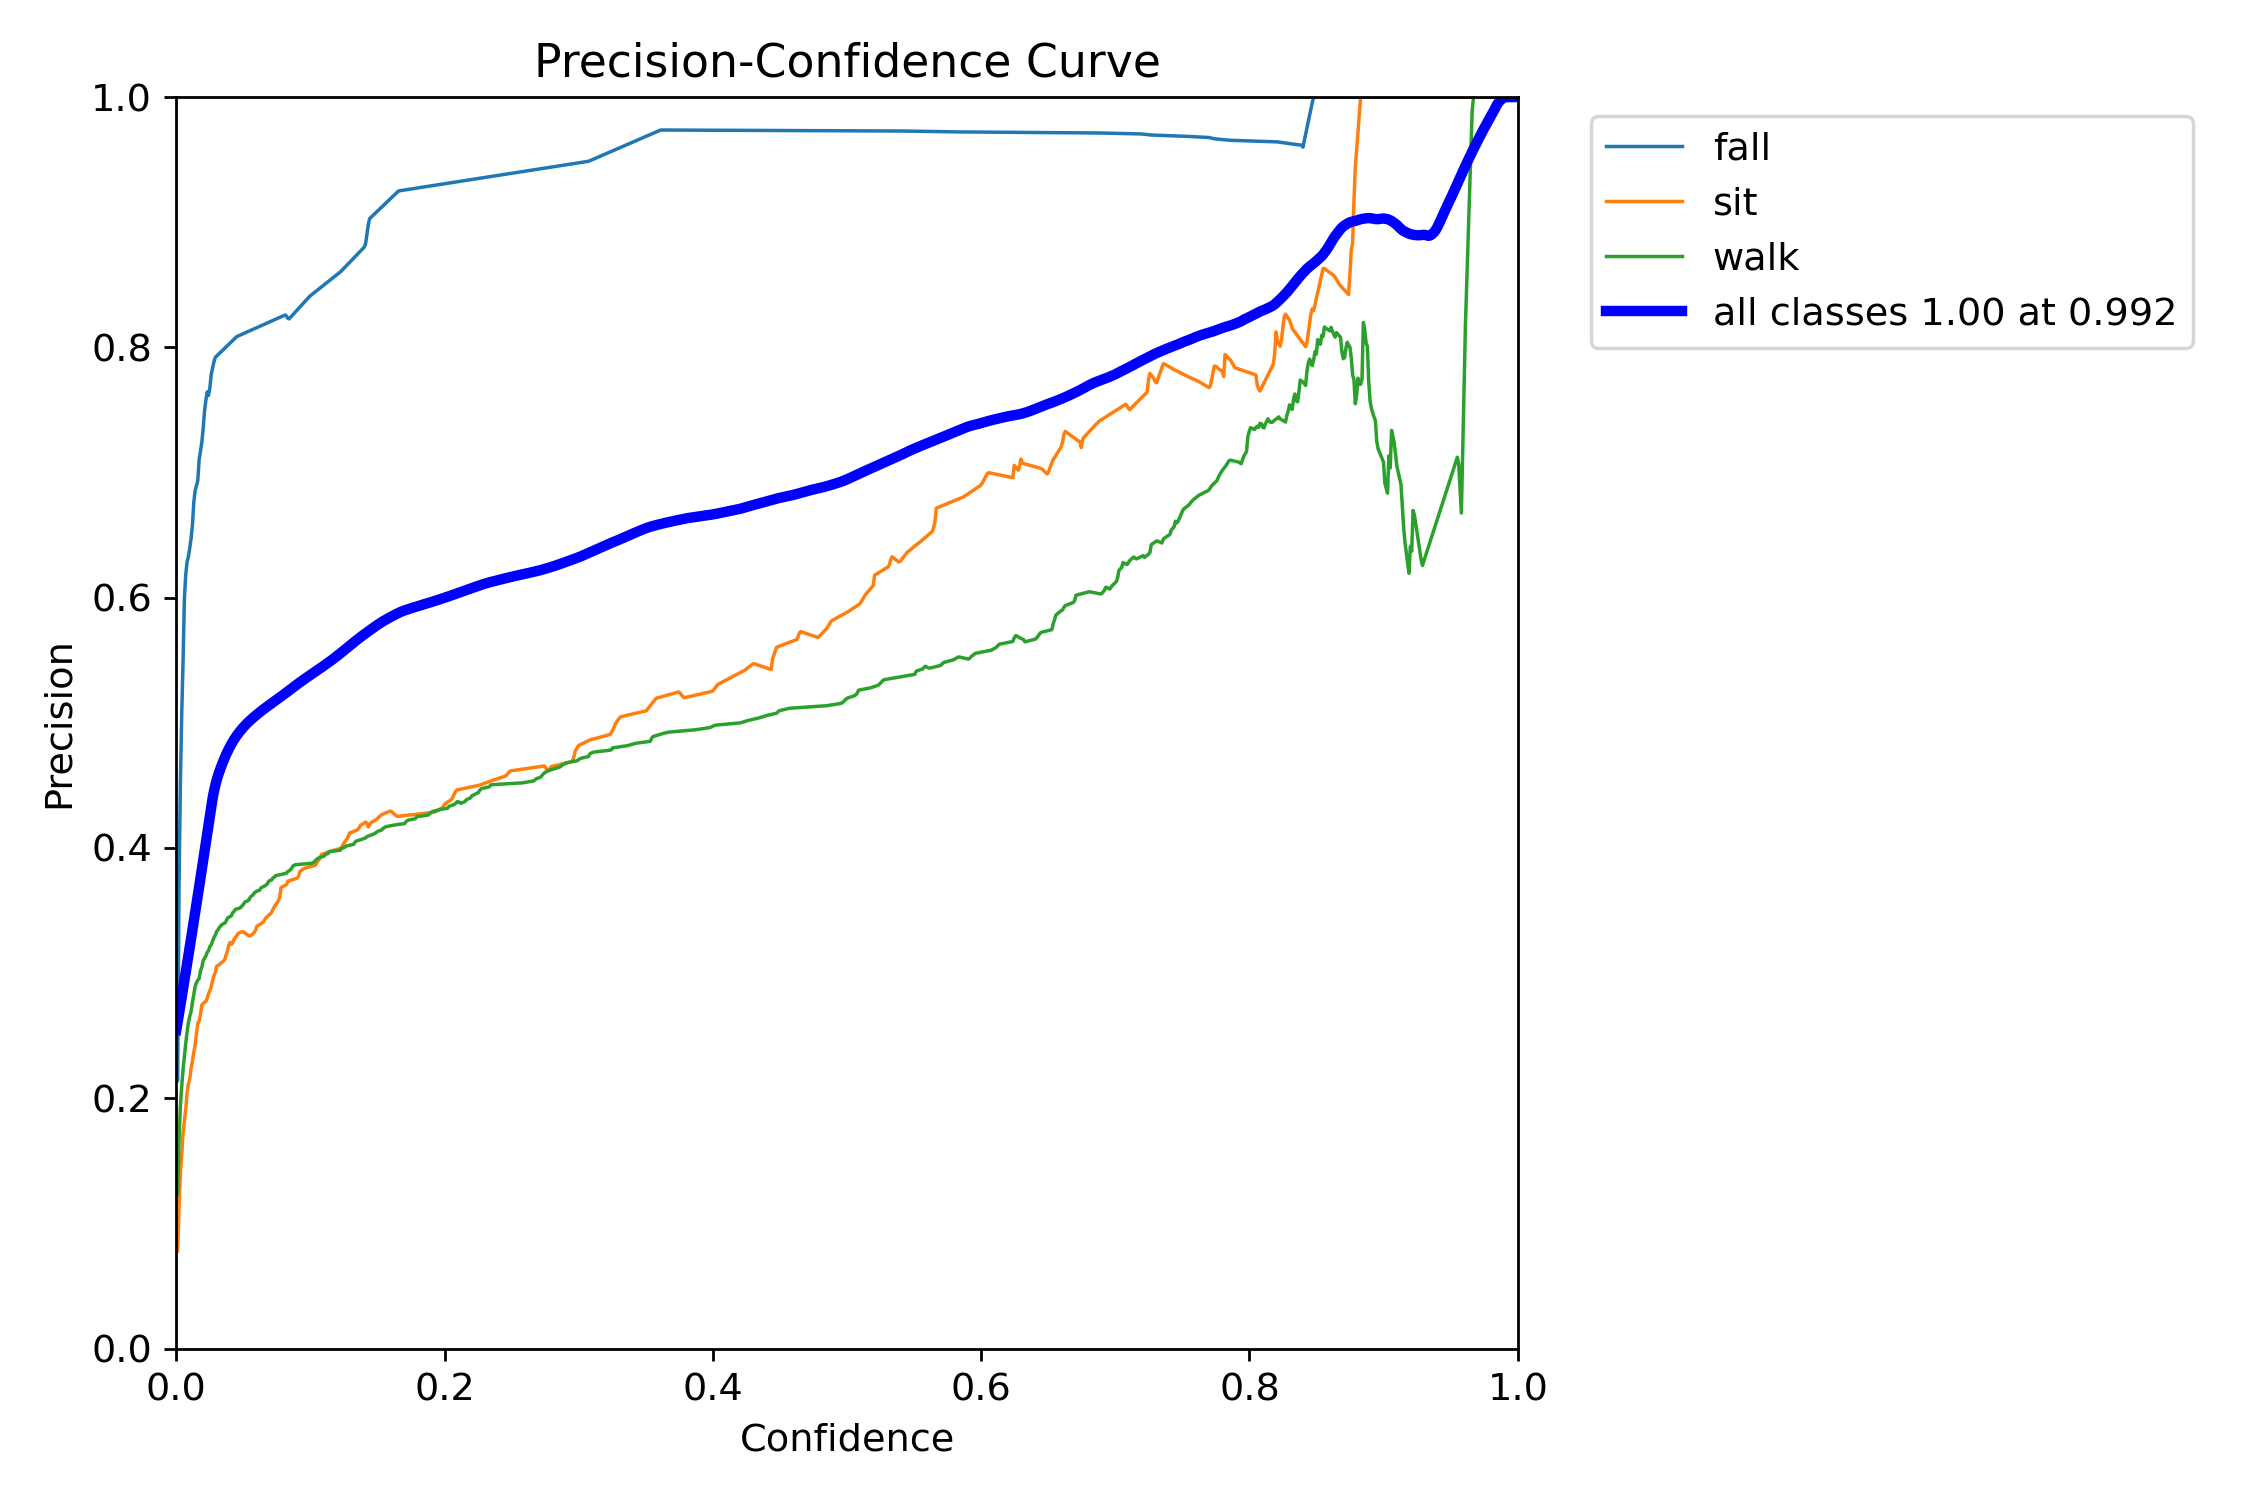 Precision-Confidence Curve
1.0
0.8
0.6
0.4
0.2
0.0
Precision
0.0 0.2 0.4 0.6 0.8 1.0
Confidence
fall
sit
walk
all classes 1.00 at 0.992